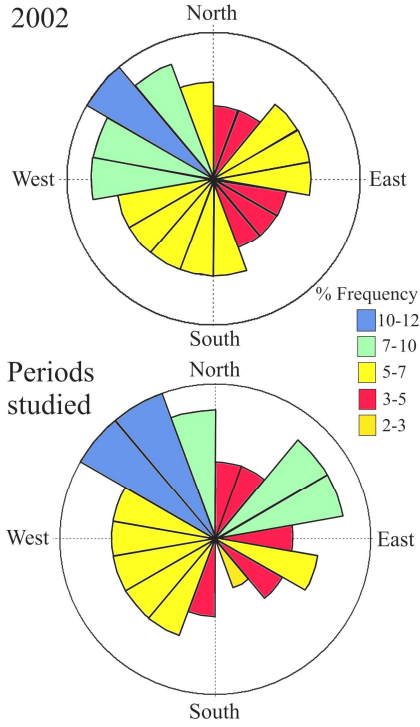 2002
North
West
East
South
% Frequency
10-12
7-10
5-7
3-5
2-3
Periods
studied
North
West
East
South